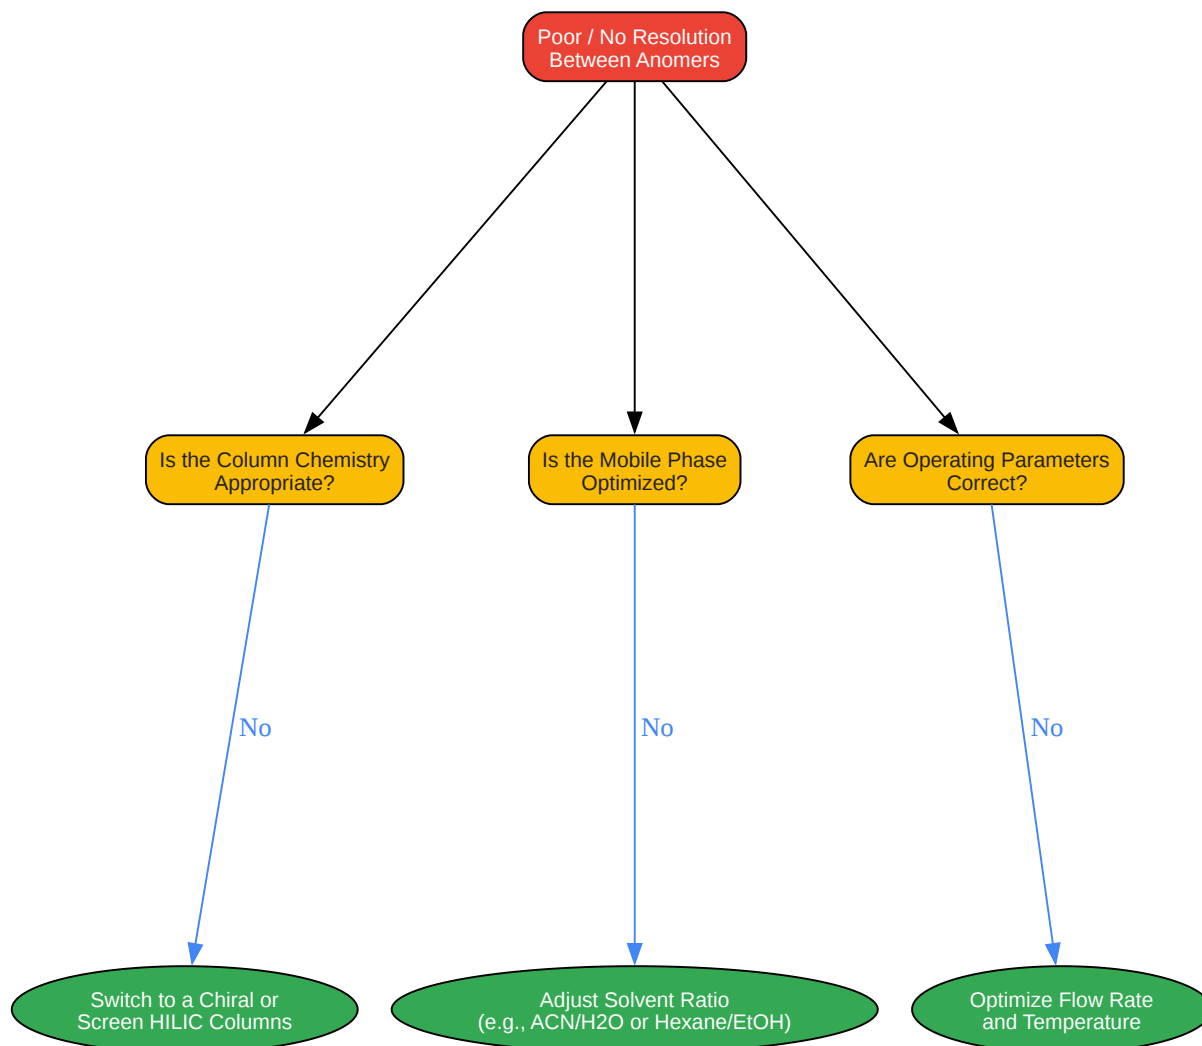 Poor / No Resolution
Between Anomers
Is the Column Chemistry
Appropriate?
Is the Mobile Phase
Optimized?
Are Operating Parameters
Correct?
No
No
No
Switch to a Chiral or
Screen HILIC Columns
Adjust Solvent Ratio
(e.g., ACN/H2O or Hexane/EtOH)
Optimize Flow Rate
and Temperature